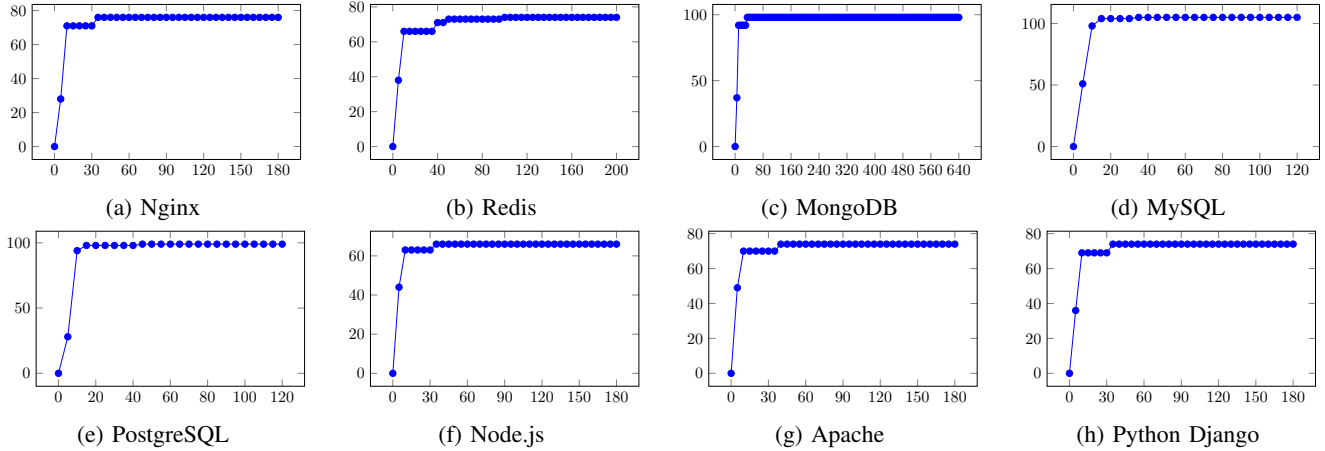 80
60
40
20
0
0 30 60 90 120 150 180
(a) Nginx
80
60
40
20
0
0 40 80 120 160 200
(b) Redis
100
50
0
0 80 160 240 320 400 480 560 640
(c) MongoDB
100
50
0
0 20 40 60 80 100 120
(d) MySQL
100
50
0
0 20 40 60 80 100 120
(e) PostgreSQL
60
40
20
0
0 30 60 90 120 150 180
(f) Node.js
80
60
40
20
0
0 30 60 90 120 150 180
(g) Apache
80
60
40
20
0
0 30 60 90 120 150 180
(h) Python Django